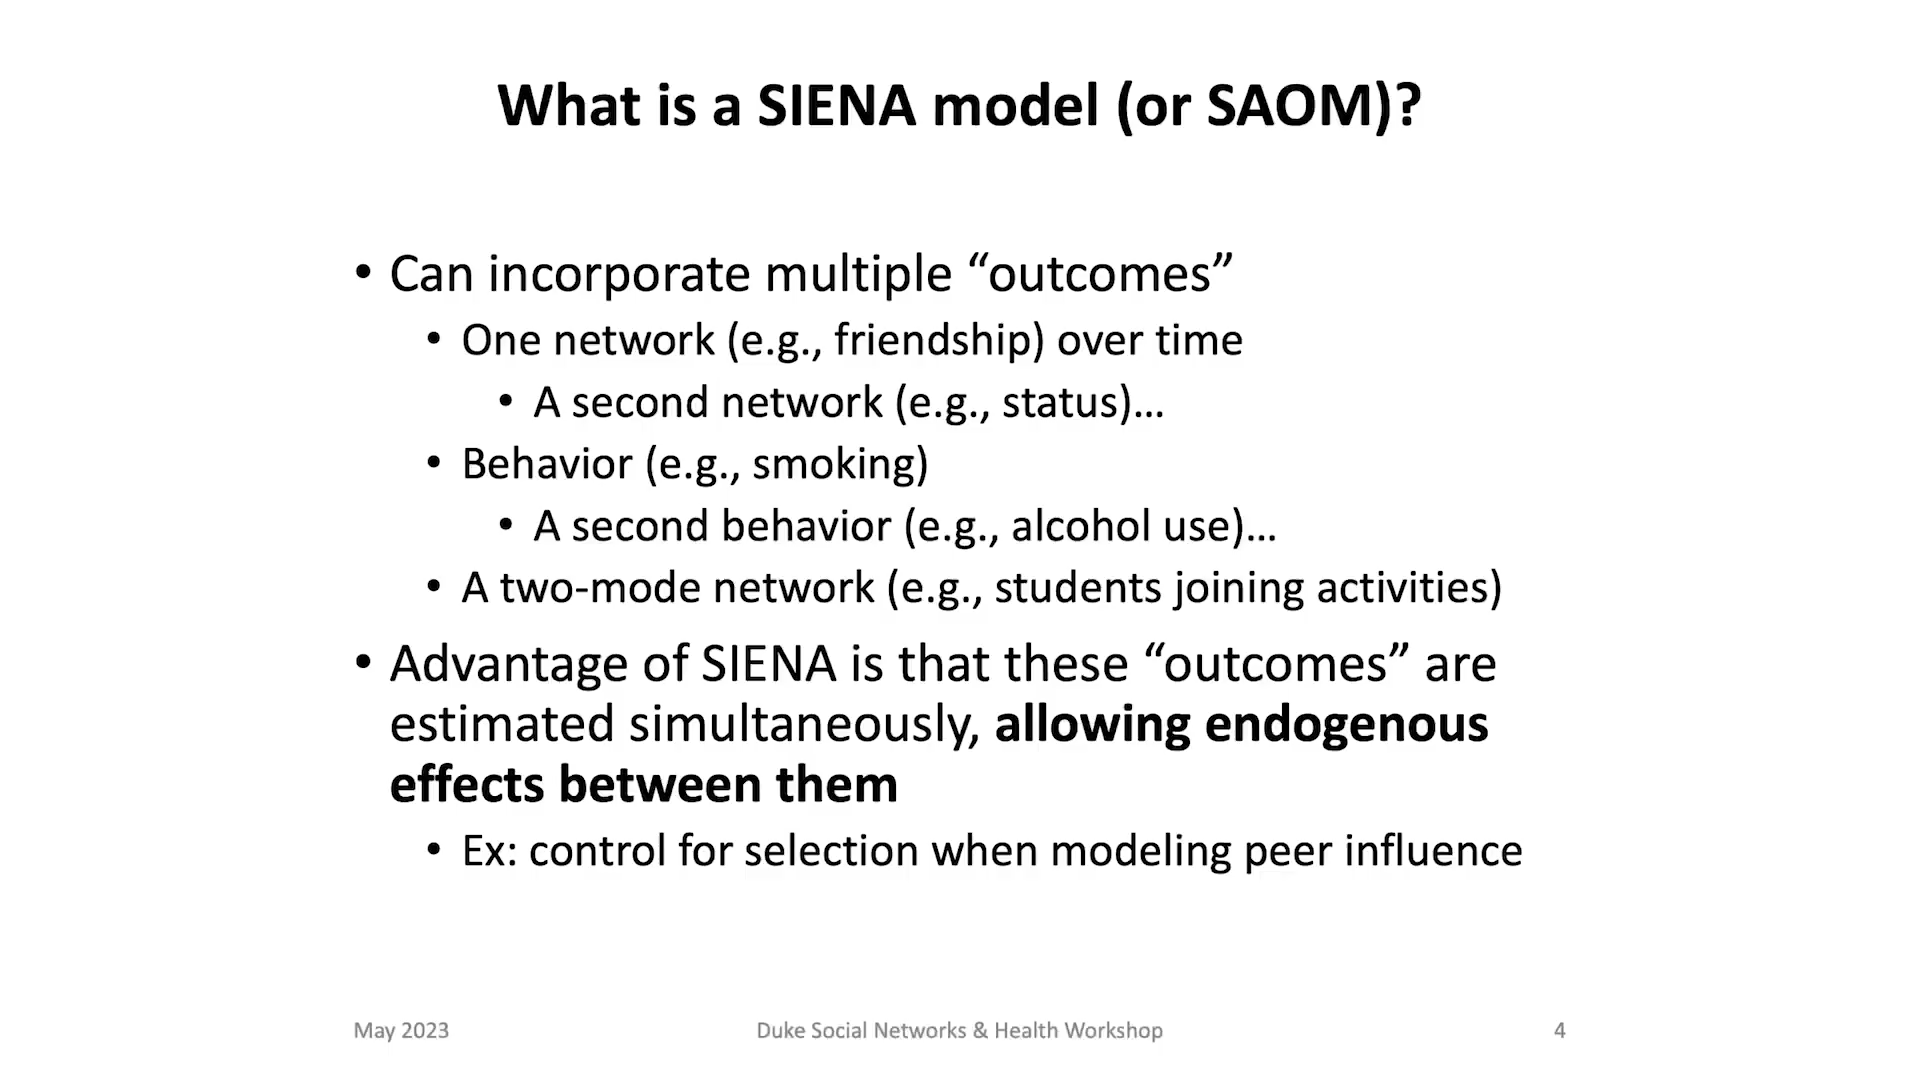 What is a SIENA model (or SAOM)?
• Can incorporate multiple “outcomes”
• One network (e.g., friendship) over time
• A second network (e.g., status)…
• Behavior (e.g., smoking)
• A second behavior (e.g., alcohol use)…
• A two-mode network (e.g., students joining activities)
• Advantage of SIENA is that these “outcomes” are
estimated simultaneously, allowing endogenous
effects between them
• Ex: control for selection when modeling peer influence
May 2023
Duke Social Networks & Health Workshop
4